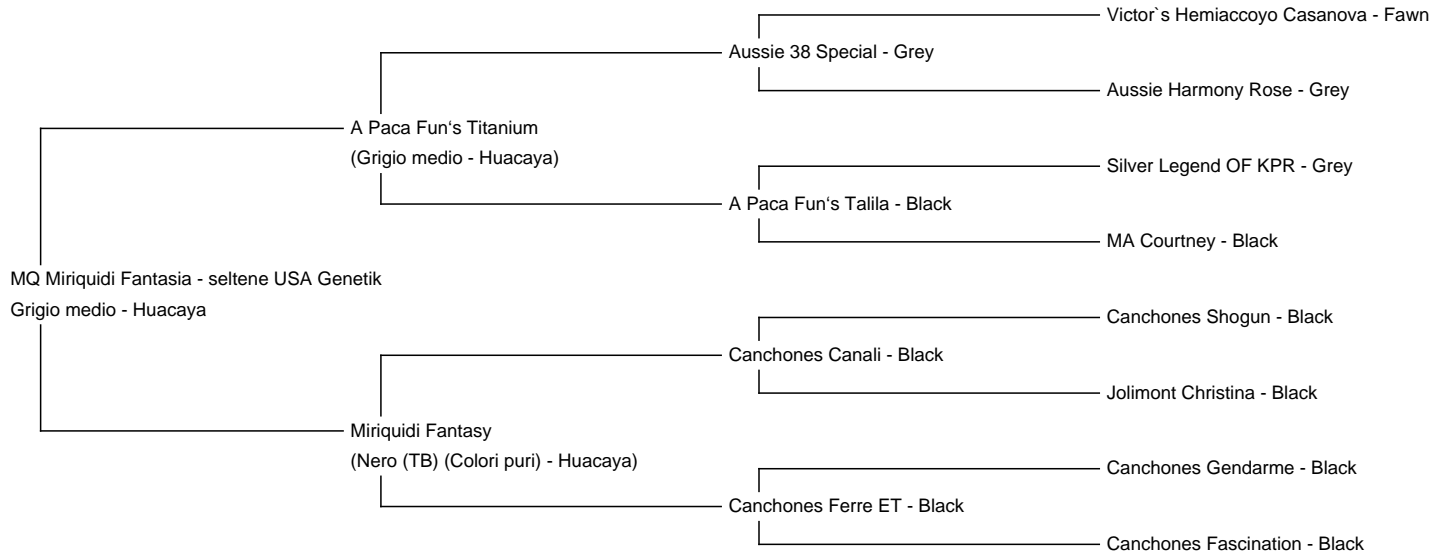 Victor`s Hemiaccoyo Casanova - Fawn
Aussie 38 Special - Grey
Aussie Harmony Rose - Grey
A Paca Fun‘s Titanium
(Grigio medio - Huacaya)
Silver Legend OF KPR - Grey
A Paca Fun‘s Talila - Black
MA Courtney - Black
MQ Miriquidi Fantasia - seltene USA Genetik
Grigio medio - Huacaya
Canchones Shogun - Black
Canchones Canali - Black
Jolimont Christina - Black
Miriquidi Fantasy
(Nero (TB) (Colori puri) - Huacaya)
Canchones Gendarme - Black
Canchones Ferre ET - Black
Canchones Fascination - Black